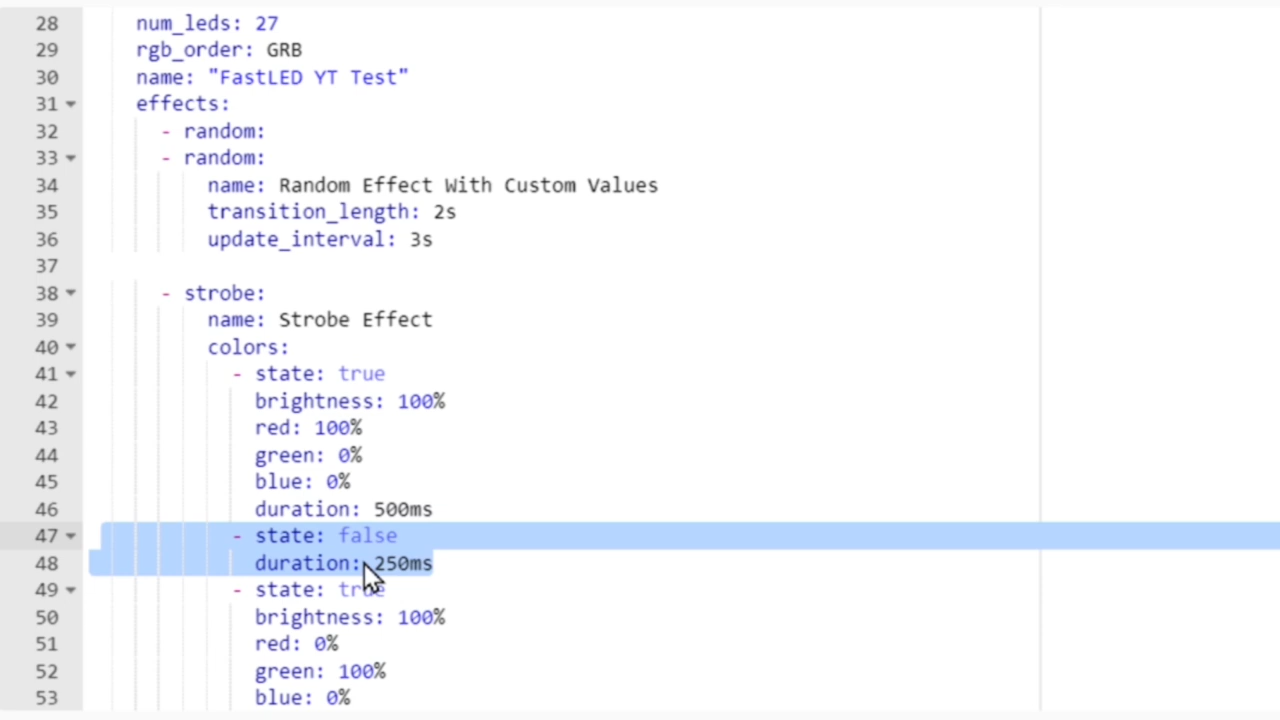 28 num_leds: 27
29 rgb_order: GRB
30 name: "FastLED YT Test"
31 effects:
32 - random:
33 - random:
34 name: Random Effect With Custom Values
35 transition_length: 2s
36 update_interval: 3s
37
38 - strobe:
39 name: Strobe Effect
40 colors:
41 - state: true
42 brightness: 100%
43 red: 100%
44 green: 0%
45 blue: 0%
46 duration: 500ms
47 - state: false
48 duration: 250ms
49 - state: true
50 brightness: 100%
51 red: 0%
52 green: 100%
53 blue: 0%